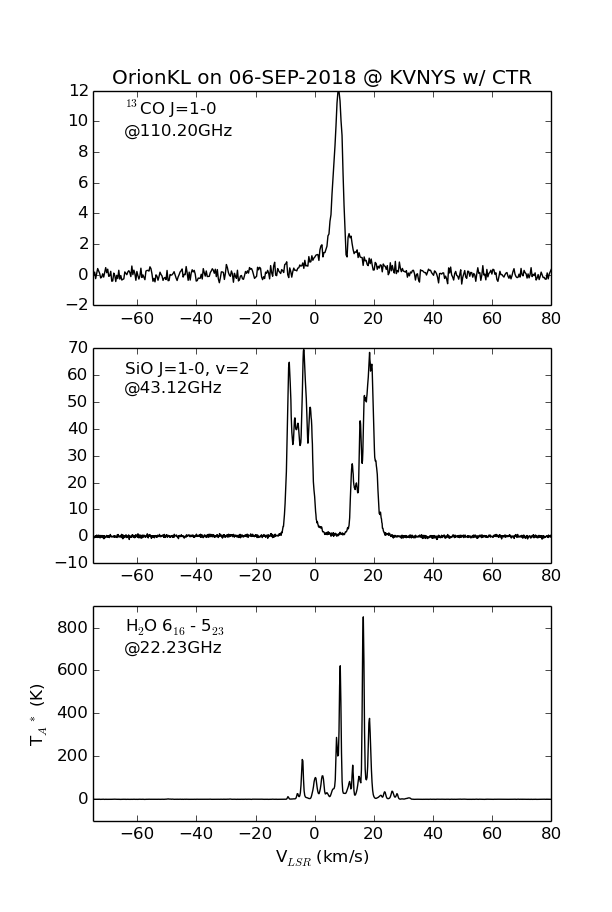 OrionKL on 06-SEP-2018 @ KVNYS w/ CTR
12
10
8
6
4
2
0
−2
¹³CO J=1-0
@110.20GHz
−60 −40 −20 0 20 40 60 80
70
60
50
40
30
20
10
0
−10
SiO J=1-0, v=2
@43.12GHz
−60 −40 −20 0 20 40 60 80
800
600
400
200
0
H₂O 6₁₆ - 5₂₃
@22.23GHz
T_A* (K)
−60 −40 −20 0 20 40 60 80
V_LSR (km/s)